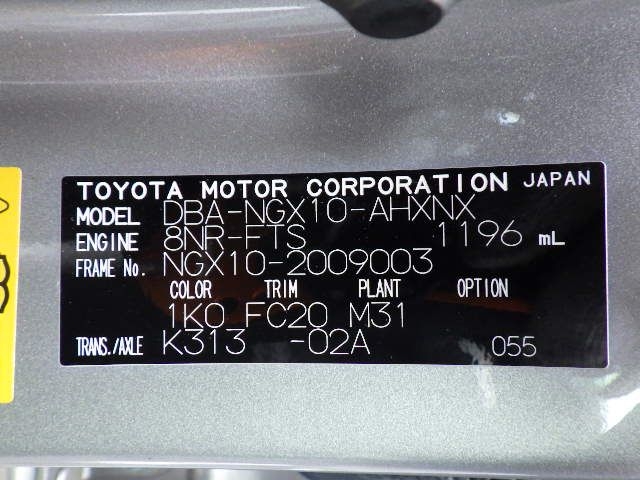 TOYOTA MOTOR CORPORATION JAPAN
MODEL DBA-NGX10-AHXNX
ENGINE 8NR-FTS 1196 mL
FRAME No. NGX10-2009003
COLOR TRIM PLANT OPTION
1K0 FC20 M31
TRANS./AXLE K313 -02A 055